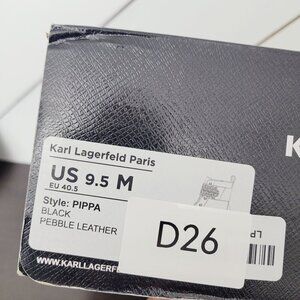 Karl Lagerfeld Paris
US 9.5 M
EU 40.5
Style: PIPPA
BLACK
PEBBLE LEATHER
D26
WWW.KARLLAGERF
K